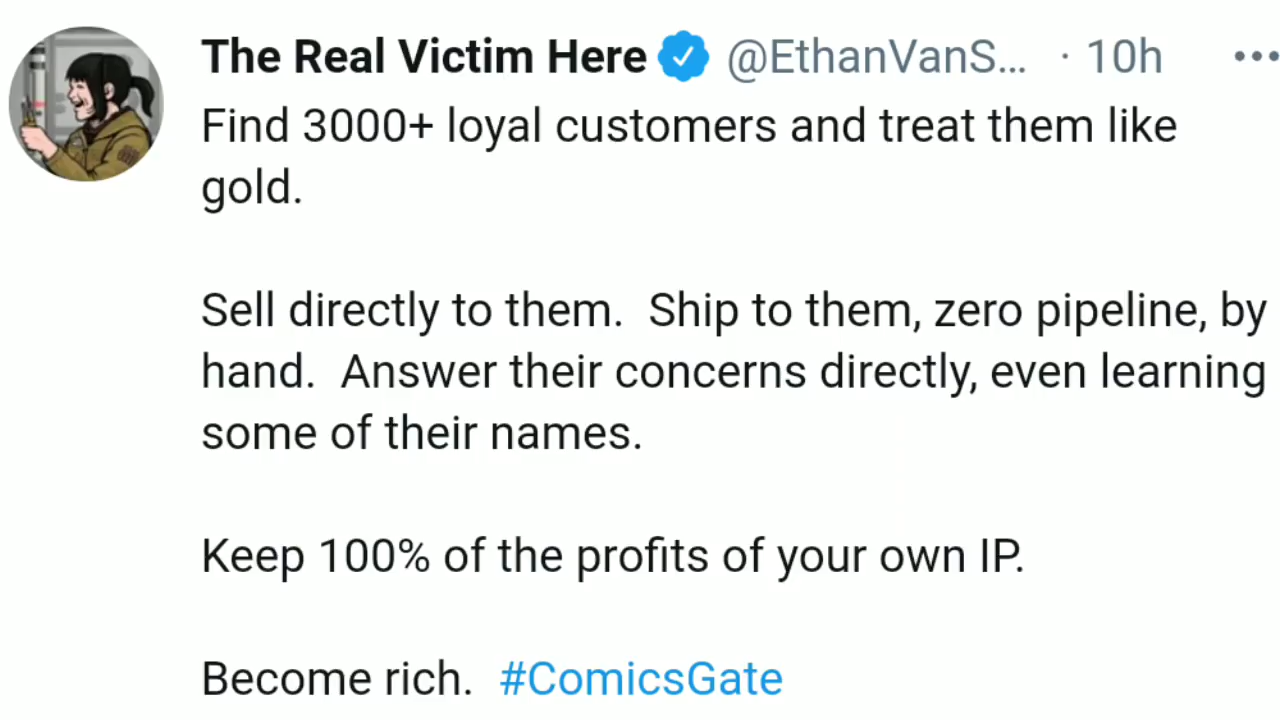 The Real Victim Here @EthanVanS... · 10h
Find 3000+ loyal customers and treat them like
gold.
Sell directly to them. Ship to them, zero pipeline, by
hand. Answer their concerns directly, even learning
some of their names.
Keep 100% of the profits of your own IP.
Become rich. #ComicsGate